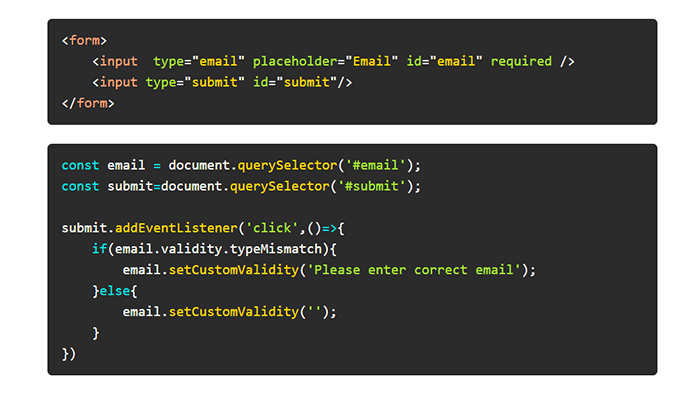 <form>
    <input  type="email" placeholder="Email" id="email" required />
    <input type="submit" id="submit"/>
</form>
const email = document.querySelector('#email');
const submit=document.querySelector('#submit');
submit.addEventListener('click',()=>{
    if(email.validity.typeMismatch){
        email.setCustomValidity('Please enter correct email');
    }else{
        email.setCustomValidity('');
    }
})